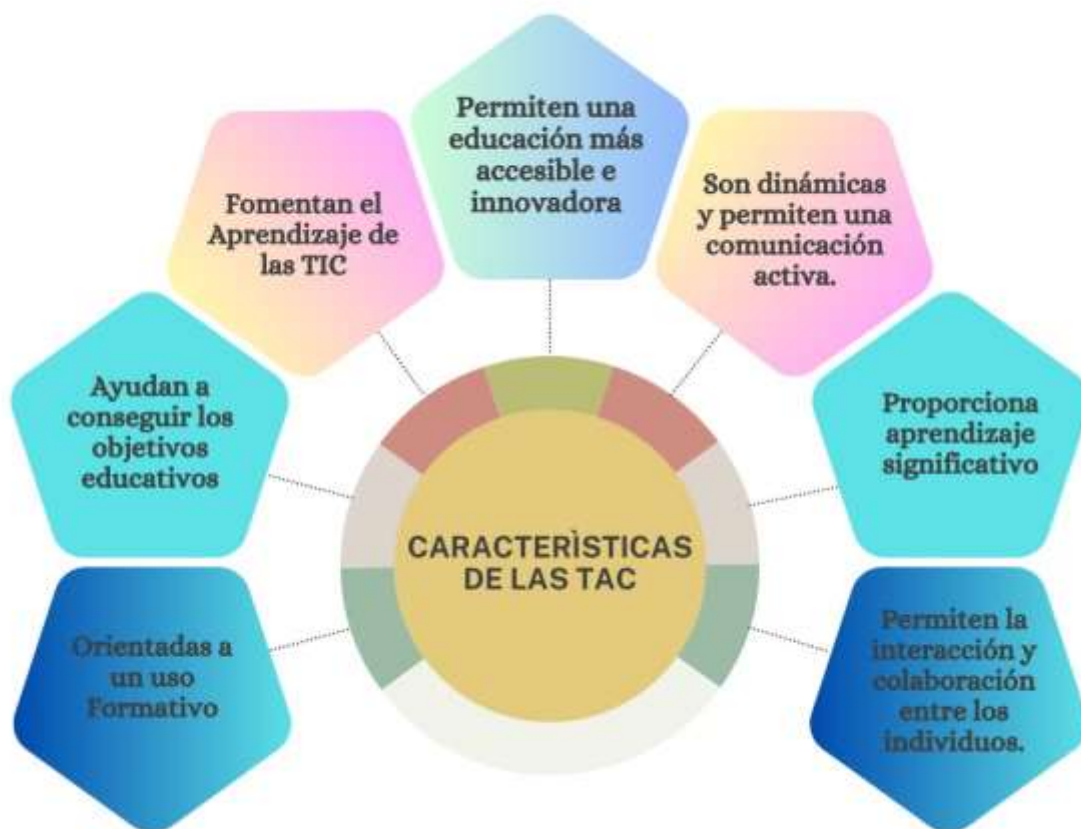 Permiten una
educación más
accesible e
innovadora
Fomentan el
Aprendizaje de
las TIC
Son dinámicas
y permiten una
comunicación
activa.
Ayudan a
conseguir los
objetivos
educativos
Proporciona
aprendizaje
significativo
CARACTERÌSTICAS
DE LAS TAC
Orientadas a
un uso
Formativo
Permiten la
interacción y
colaboración
entre los
individuos.